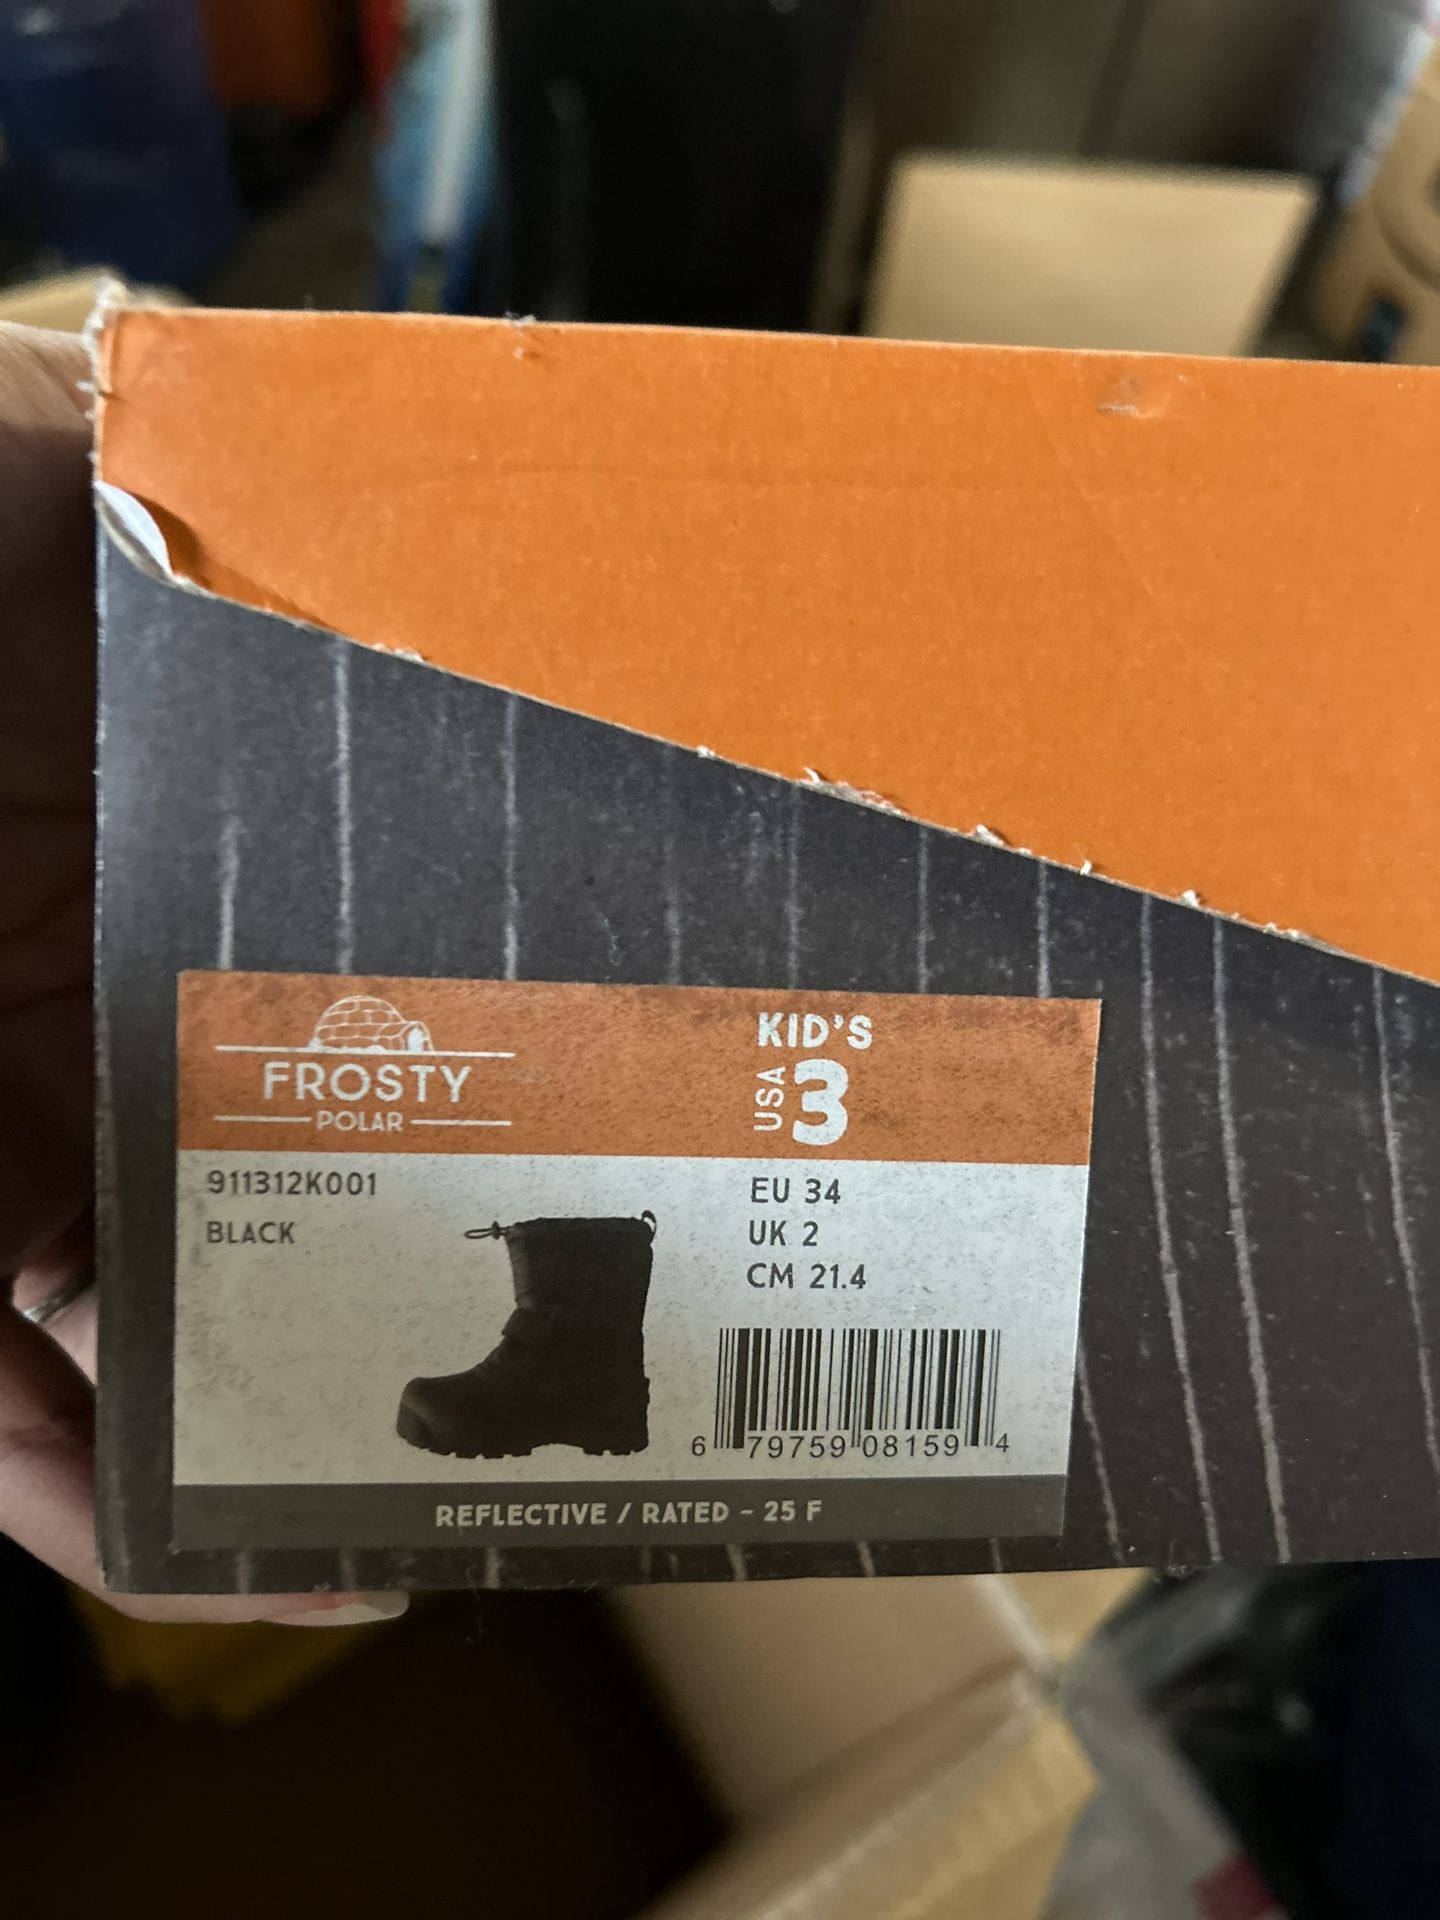 FROSTY
POLAR
KID'S
USA 3
911312K001
BLACK
EU 34
UK 2
CM 21.4
6 79759 08159 4
REFLECTIVE / RATED - 25 F